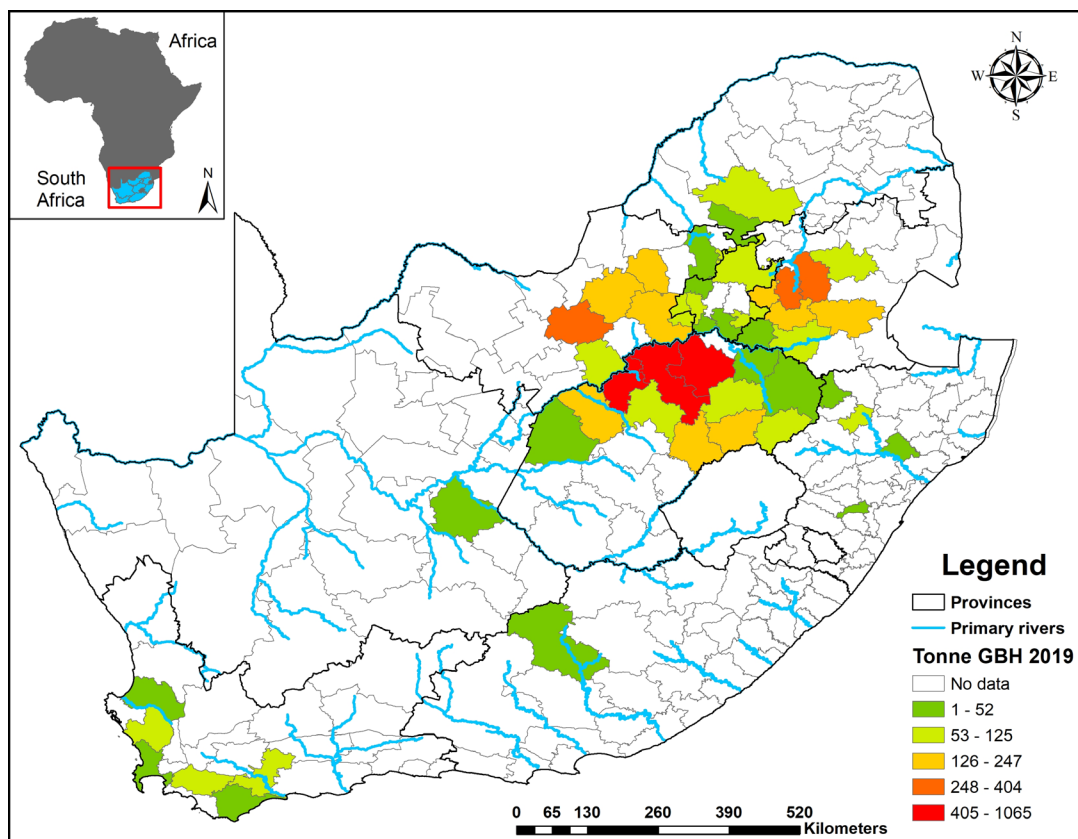 Africa
South
Africa
N
N
W
E
S
Legend
Provinces
Primary rivers
Tonne GBH 2019
No data
1 - 52
53 - 125
126 - 247
248 - 404
405 - 1065
0 65 130 260 390 520
Kilometers